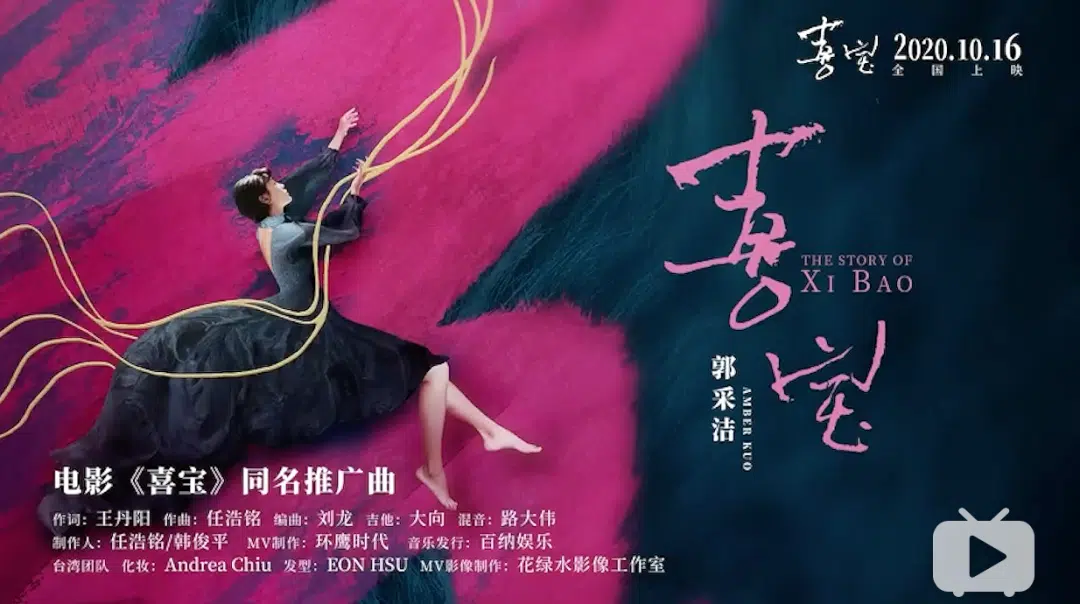 喜宝 2020.10.16
全国上映
喜宝
THE STORY OF
XI BAO
郭采洁
AMBER KUO
电影《喜宝》同名推广曲
作词：王丹阳 作曲：任浩铭 编曲：刘龙 吉他：大向 混音：路大伟
制作人：任浩铭/韩俊平 MV制作：环鹰时代 音乐发行：百纳娱乐
台湾团队 化妆：Andrea Chiu 发型：EON HSU MV影像制作：花绿水影像工作室